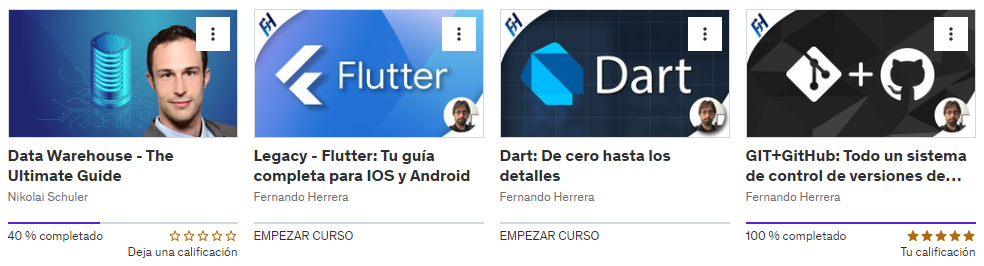 Flutter
Dart
Data Warehouse - The
Ultimate Guide
Nikolai Schuler
40 % completado
Deja una calificación
Legacy - Flutter: Tu guía
completa para IOS y Android
Fernando Herrera
EMPEZAR CURSO
Dart: De cero hasta los
detalles
Fernando Herrera
EMPEZAR CURSO
GIT+GitHub: Todo un sistema
de control de versiones de...
Fernando Herrera
100 % completado
Tu calificación